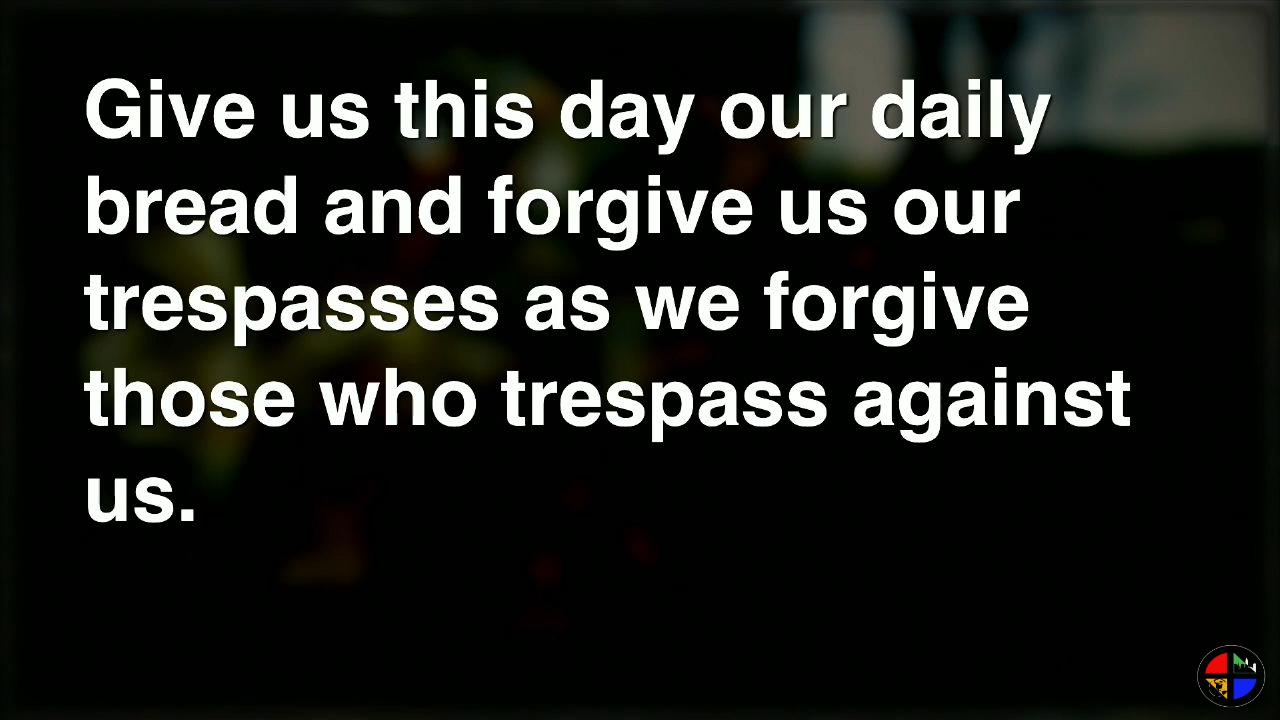 Give us this day our daily
bread and forgive us our
trespasses as we forgive
those who trespass against
us.